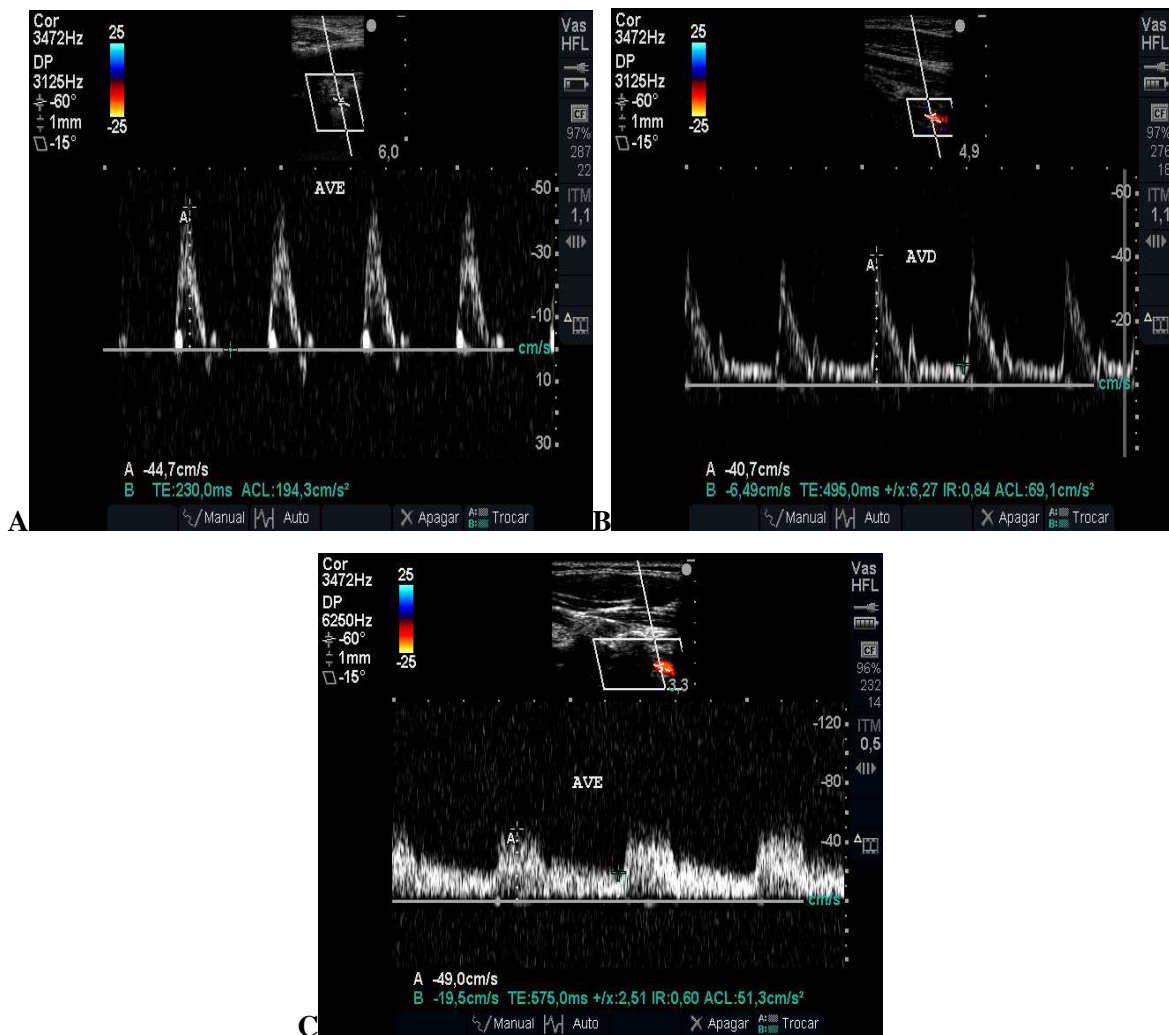 A
Cor
3472Hz
DP
3125Hz
-60°
1mm
-15°
25
-25
6,0
Vas
HFL
CF
97%
287
22
ITM
1,1
AVE
A
-50
-30
-10
cm/s
10
30
A -44,7cm/s
B TE:230,0ms ACL:194,3cm/s²
Manual Auto Apagar A: B: Trocar
B
Cor
3472Hz
DP
3125Hz
-60°
1mm
-15°
25
-25
4,9
Vas
HFL
CF
97%
276
18
ITM
1,1
AVD
A
-60
-40
-20
cm/s
A -40,7cm/s
B -6,49cm/s TE:495,0ms +/x:6,27 IR:0,84 ACL:69,1cm/s²
Manual Auto Apagar A: B: Trocar
C
Cor
3472Hz
DP
6250Hz
-60°
1mm
-15°
25
-25
3,3
Vas
HFL
CF
96%
232
14
ITM
0,5
AVE
A
-120
-80
-40
cm/s
A -49,0cm/s
B -19,5cm/s TE:575,0ms +/x:2,51 IR:0,60 ACL:51,3cm/s²
Manual Auto Apagar A: B: Trocar